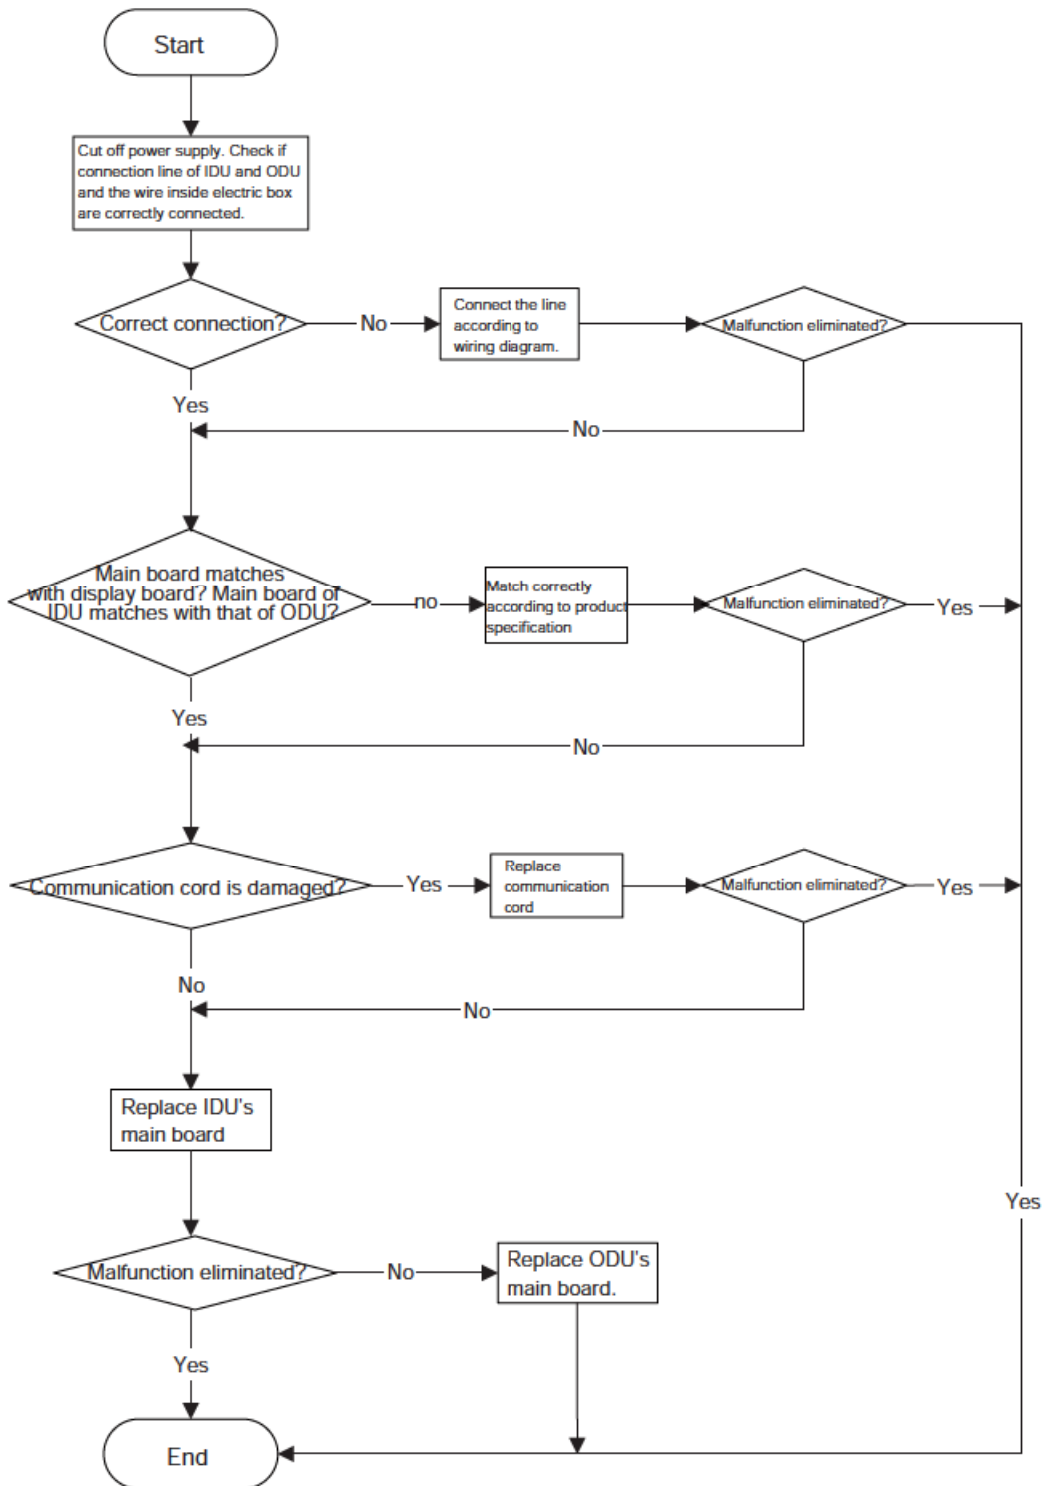 Start
Cut off power supply. Check if
connection line of IDU and ODU
and the wire inside electric box
are correctly connected.
Correct connection?
No
Connect the line
according to
wiring diagram.
Malfunction eliminated?
Yes
No
Main board matches
with display board? Main board of
IDU matches with that of ODU?
no
Match correctly
according to product
specification
Malfunction eliminated?
Yes
Yes
No
Communication cord is damaged?
Yes
Replace
communication
cord
Malfunction eliminated?
Yes
No
No
Replace IDU's
main board
Yes
Malfunction eliminated?
No
Replace ODU's
main board.
Yes
End